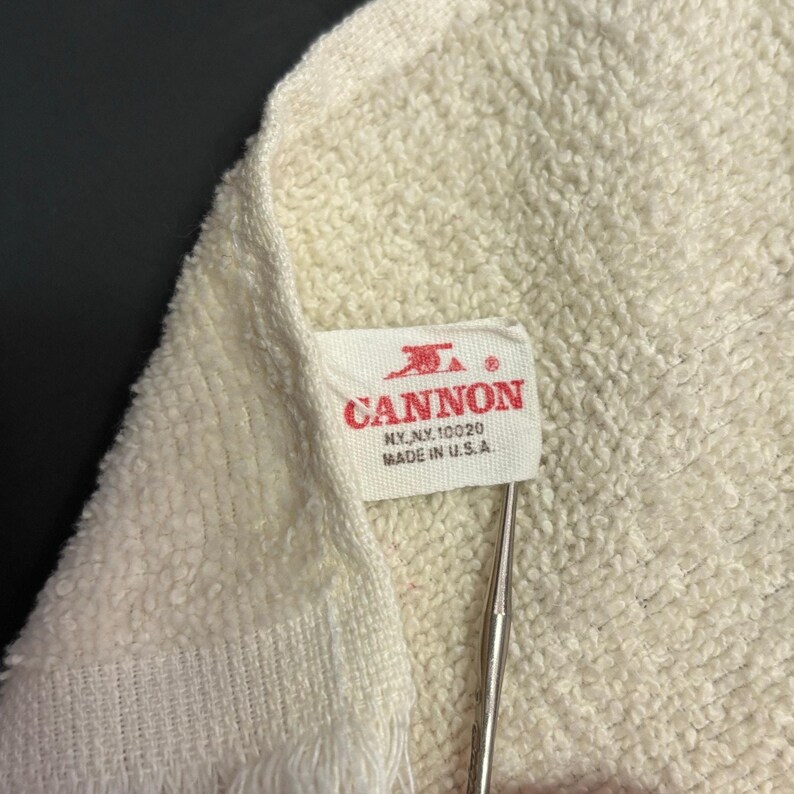 ®
CANNON
N.Y., N.Y. 10020
MADE IN U.S.A.